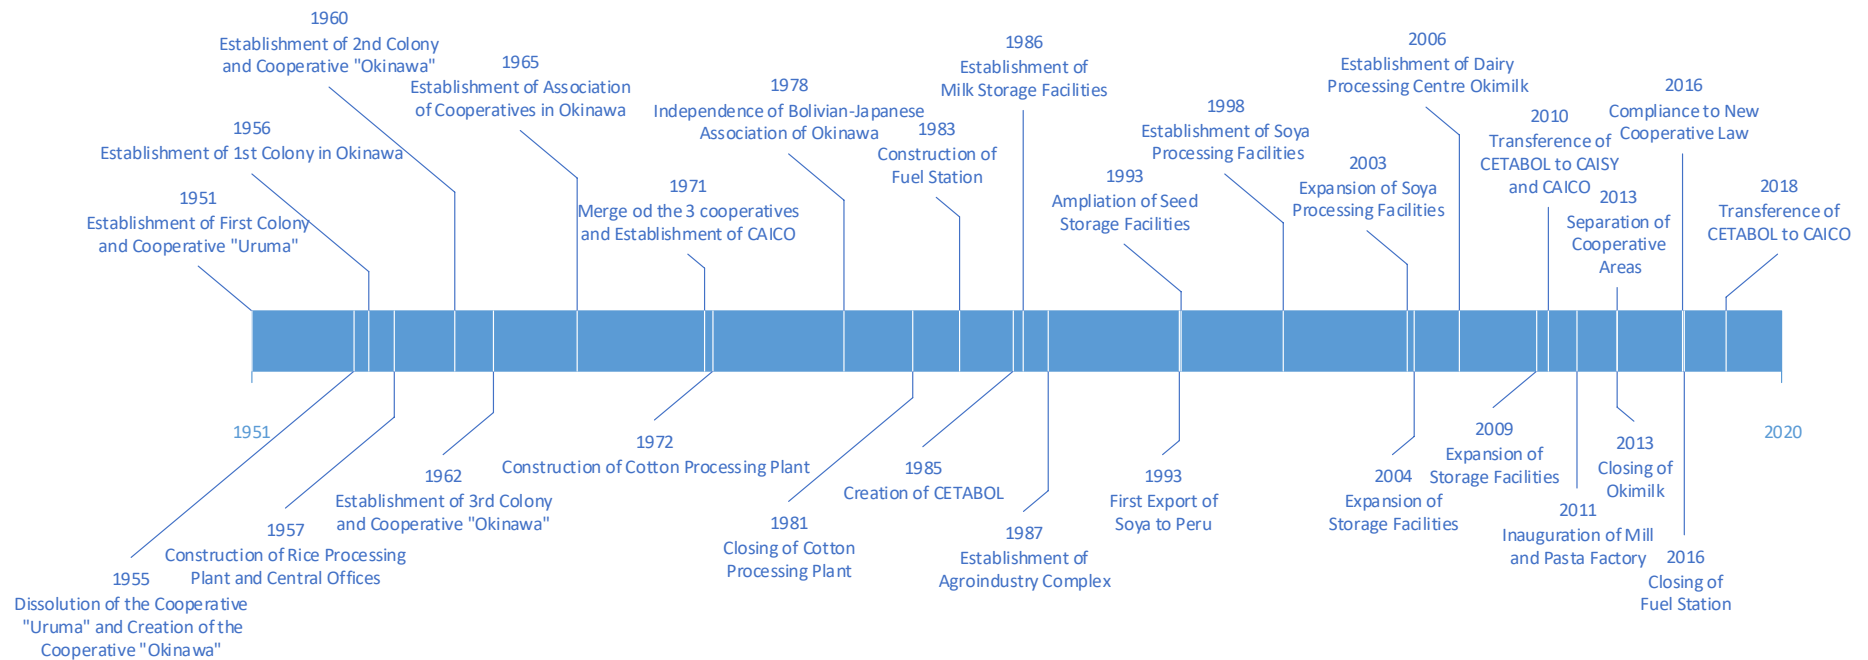 1960
Establishment of 2nd Colony
and Cooperative "Okinawa"
1965
Establishment of Association
of Cooperatives in Okinawa
1956
Establishment of 1st Colony in Okinawa
1951
Establishment of First Colony
and Cooperative "Uruma"
1971
Merge od the 3 cooperatives
and Establishment of CAICO
1978
Independence of Bolivian-Japanese
Association of Okinawa
1983
Construction of
Fuel Station
1986
Establishment of
Milk Storage Facilities
1993
Ampliation of Seed
Storage Facilities
1998
Establishment of Soya
Processing Facilities
2003
Expansion of Soya
Processing Facilities
2006
Establishment of Dairy
Processing Centre Okimilk
2010
Transference of
CETABOL to CAISY
and CAICO
2013
Separation of
Cooperative
Areas
2016
Compliance to New
Cooperative Law
2018
Transference of
CETABOL to CAICO
1951
2020
1955
Dissolution of the Cooperative
"Uruma" and Creation of the
Cooperative "Okinawa"
1957
Construction of Rice Processing
Plant and Central Offices
1962
Establishment of 3rd Colony
and Cooperative "Okinawa"
1972
Construction of Cotton Processing Plant
1981
Closing of Cotton
Processing Plant
1985
Creation of CETABOL
1987
Establishment of
Agroindustry Complex
1993
First Export of
Soya to Peru
2004
Expansion of
Storage Facilities
2009
Expansion of
Storage Facilities
2011
Inauguration of Mill
and Pasta Factory
2013
Closing of
Okimilk
2016
Closing of
Fuel Station